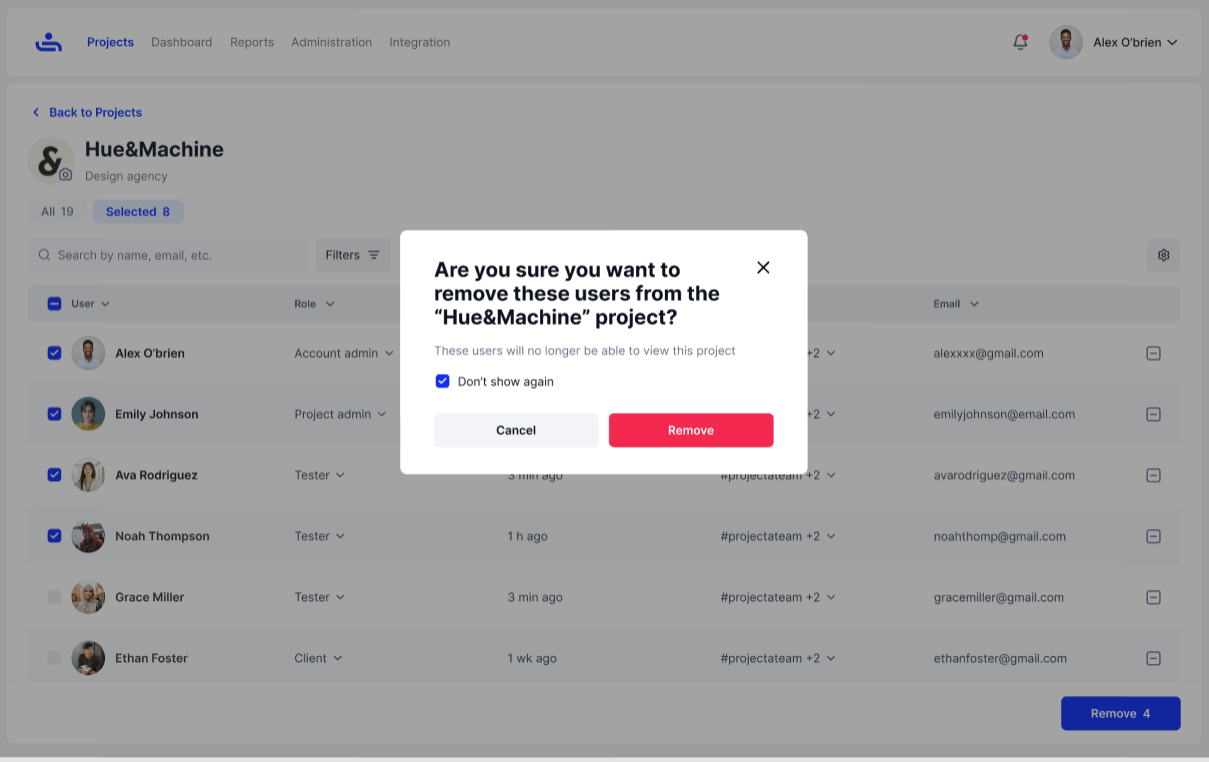 Projects Dashboard Reports Administration Integration Alex O'brien
Back to Projects
&
Hue&Machine
Design agency
All 19 Selected 8
Search by name, email, etc. Filters
User Role Email
Are you sure you want to
remove these users from the
“Hue&Machine” project?
These users will no longer be able to view this project
Don't show again
Cancel Remove
Alex O'brien Account admin +2 alexxxx@gmail.com
Emily Johnson Project admin +2 emilyjohnson@email.com
Ava Rodriguez Tester 3 min ago #projectateam +2 avarodriguez@gmail.com
Noah Thompson Tester 1 h ago #projectateam +2 noahthomp@gmail.com
Grace Miller Tester 3 min ago #projectateam +2 gracemiller@gmail.com
Ethan Foster Client 1 wk ago #projectateam +2 ethanfoster@gmail.com
Remove 4